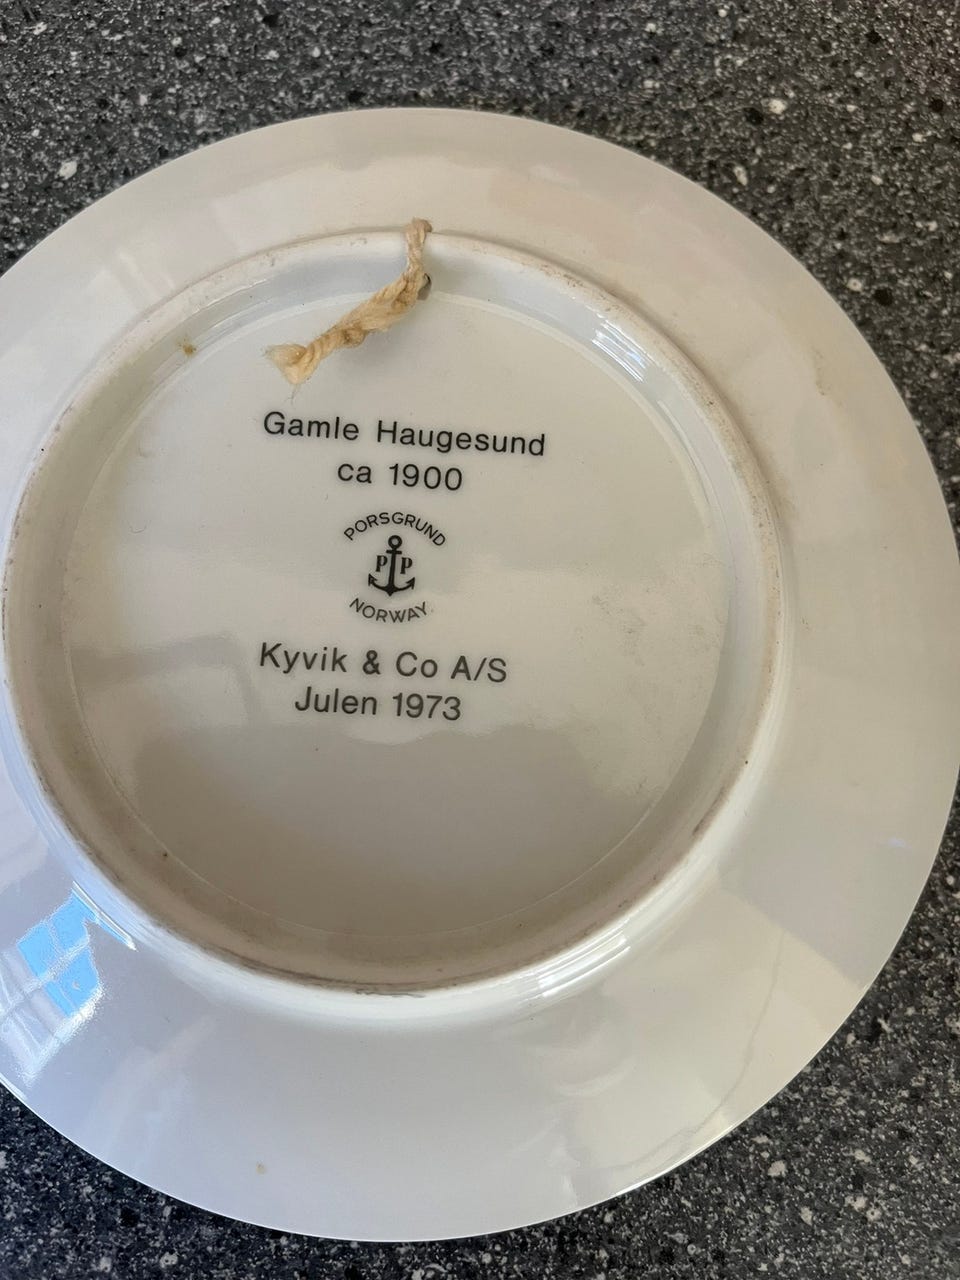 Gamle Haugesund
ca 1900
PORSGRUND
P P
NORWAY.
Kyvik & Co A/S
Julen 1973